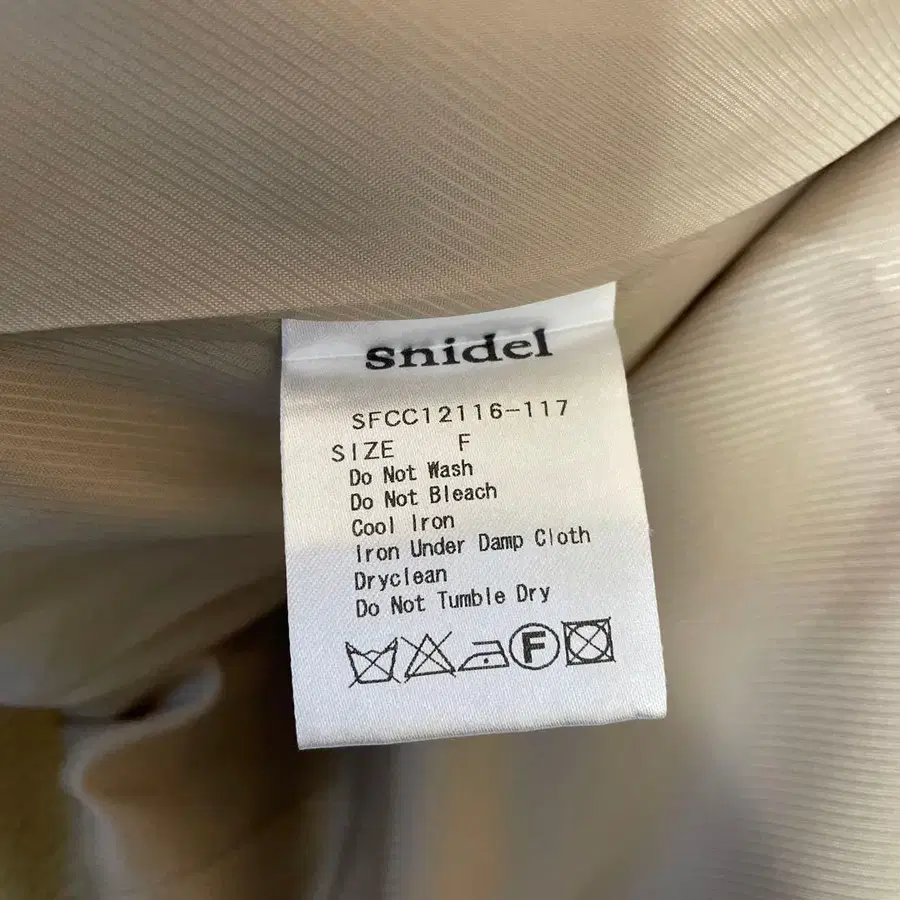 snidel
SFCC12116-117
SIZE F
Do Not Wash
Do Not Bleach
Cool Iron
Iron Under Damp Cloth
Dryclean
Do Not Tumble Dry
F